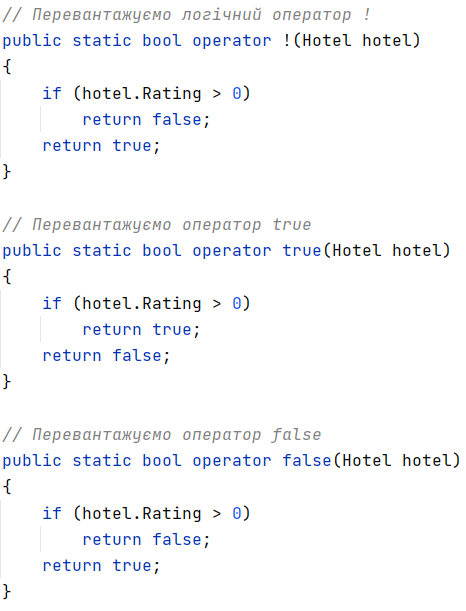 // Перевантажуємо логічний оператор !
public static bool operator !(Hotel hotel)
{
    if (hotel.Rating > 0)
        return false;
    return true;
}

// Перевантажуємо оператор true
public static bool operator true(Hotel hotel)
{
    if (hotel.Rating > 0)
        return true;
    return false;
}

// Перевантажуємо оператор false
public static bool operator false(Hotel hotel)
{
    if (hotel.Rating > 0)
        return false;
    return true;
}